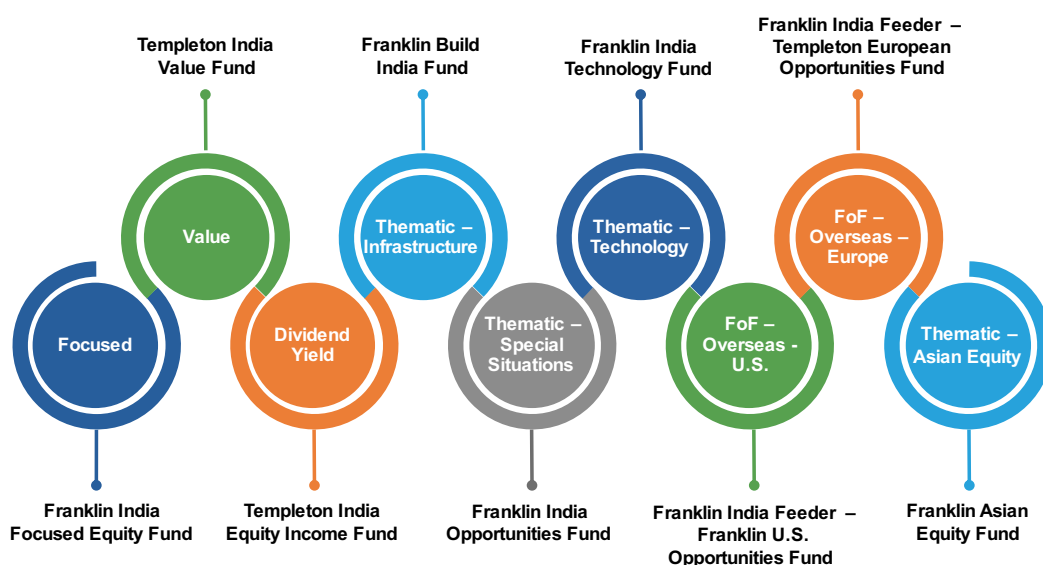 Templeton India
Value Fund
Franklin Build
India Fund
Franklin India
Technology Fund
Franklin India Feeder –
Templeton European
Opportunities Fund
Focused
Value
Dividend
Yield
Thematic –
Infrastructure
Thematic –
Special
Situations
Thematic –
Technology
FoF –
Overseas -
U.S.
FoF –
Overseas –
Europe
Thematic –
Asian Equity
Franklin India
Focused Equity Fund
Templeton India
Equity Income Fund
Franklin India
Opportunities Fund
Franklin India Feeder –
Franklin U.S.
Opportunities Fund
Franklin Asian
Equity Fund